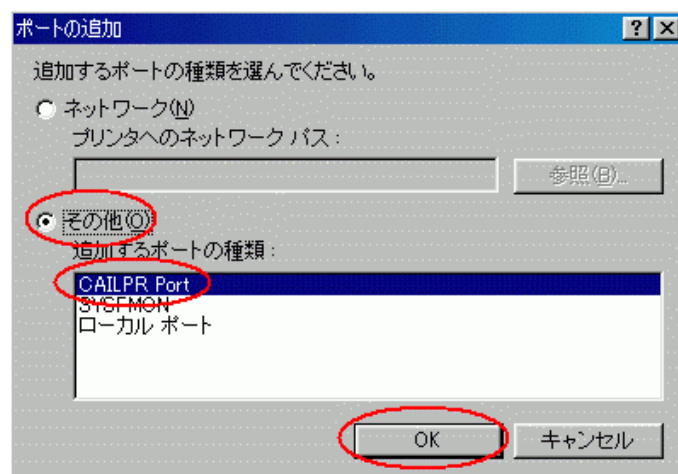 ポートの追加
追加するポートの種類を選んでください。
ネットワーク(N)
プリンタへのネットワーク パス:
参照(B)...
その他(O)
追加するポートの種類:
CAILPR Port
SYSFMON
ローカル ポート
OK
キャンセル